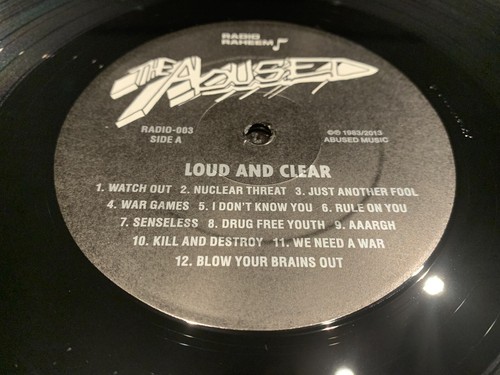 RADIO
RAHEEM
THE ABUSED
RADIO-003
SIDE A
©℗ 1983/2013
ABUSED MUSIC
LOUD AND CLEAR
1. WATCH OUT 2. NUCLEAR THREAT 3. JUST ANOTHER FOOL
4. WAR GAMES 5. I DON'T KNOW YOU 6. RULE ON YOU
7. SENSELESS 8. DRUG FREE YOUTH 9. AAARGH
10. KILL AND DESTROY 11. WE NEED A WAR
12. BLOW YOUR BRAINS OUT